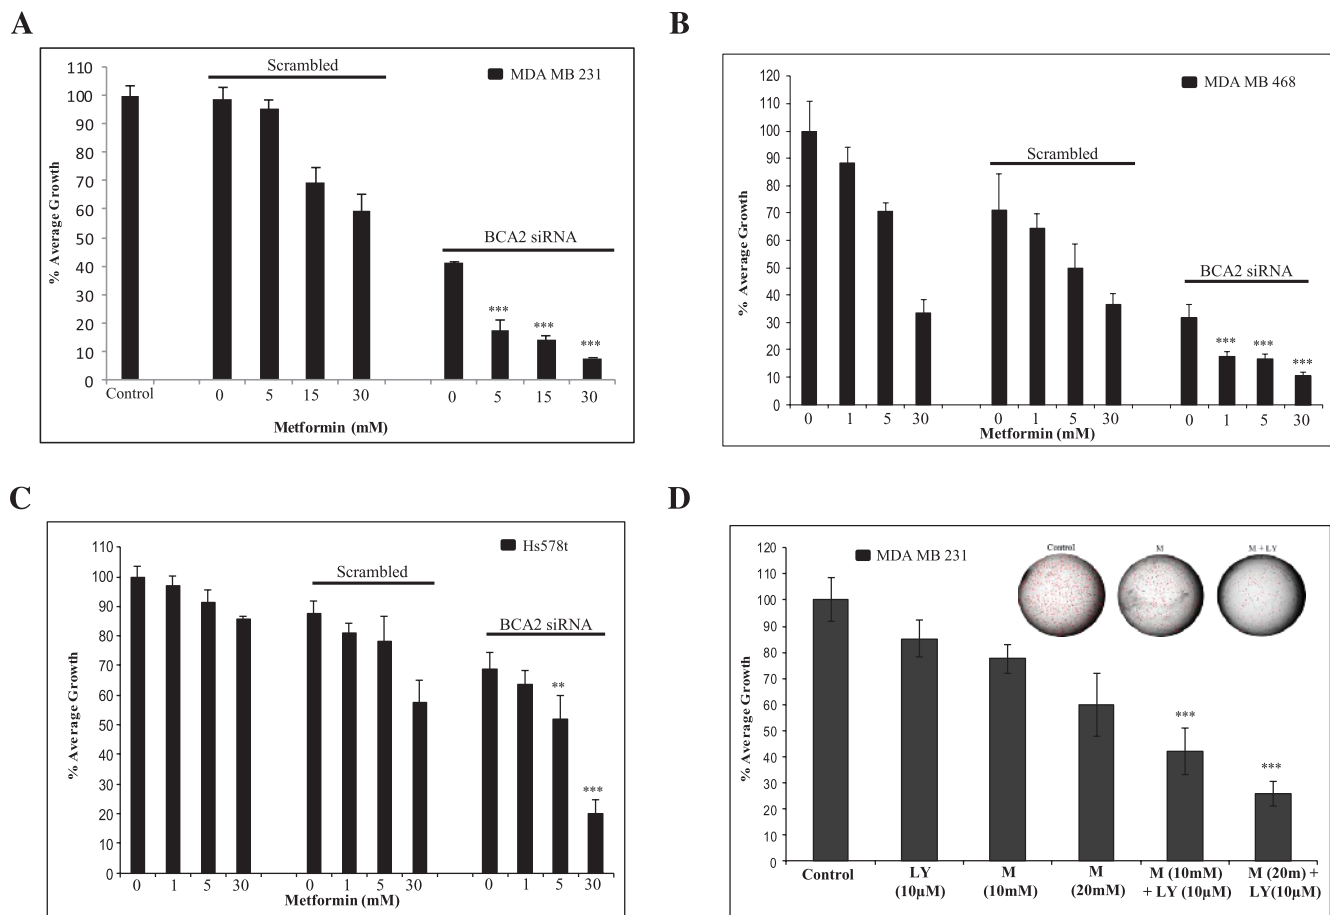 A
MDA MB 231
Scrambled
BCA2 siRNA
% Average Growth
110
100
90
80
70
60
50
40
30
20
10
0
***
***
***
Control
0 5 15 30
0 5 15 30
Metformin (mM)
B
MDA MB 468
Scrambled
BCA2 siRNA
% Average Growth
120
110
100
90
80
70
60
50
40
30
20
10
0
***
***
***
0 1 5 30
0 1 5 30
0 1 5 30
Metformin (mM)
C
Hs578t
Scrambled
BCA2 siRNA
% Average Growth
110
100
90
80
70
60
50
40
30
20
10
0
**
***
0 1 5 30
0 1 5 30
0 1 5 30
Metformin (mM)
D
MDA MB 231
Control
M
M + LY
% Average Growth
120
110
100
90
80
70
60
50
40
30
20
10
0
***
***
Control
LY
(10µM)
M
(10mM)
M
(20mM)
M (10mM)
+ LY (10µM)
M (20m) +
LY(10µM)